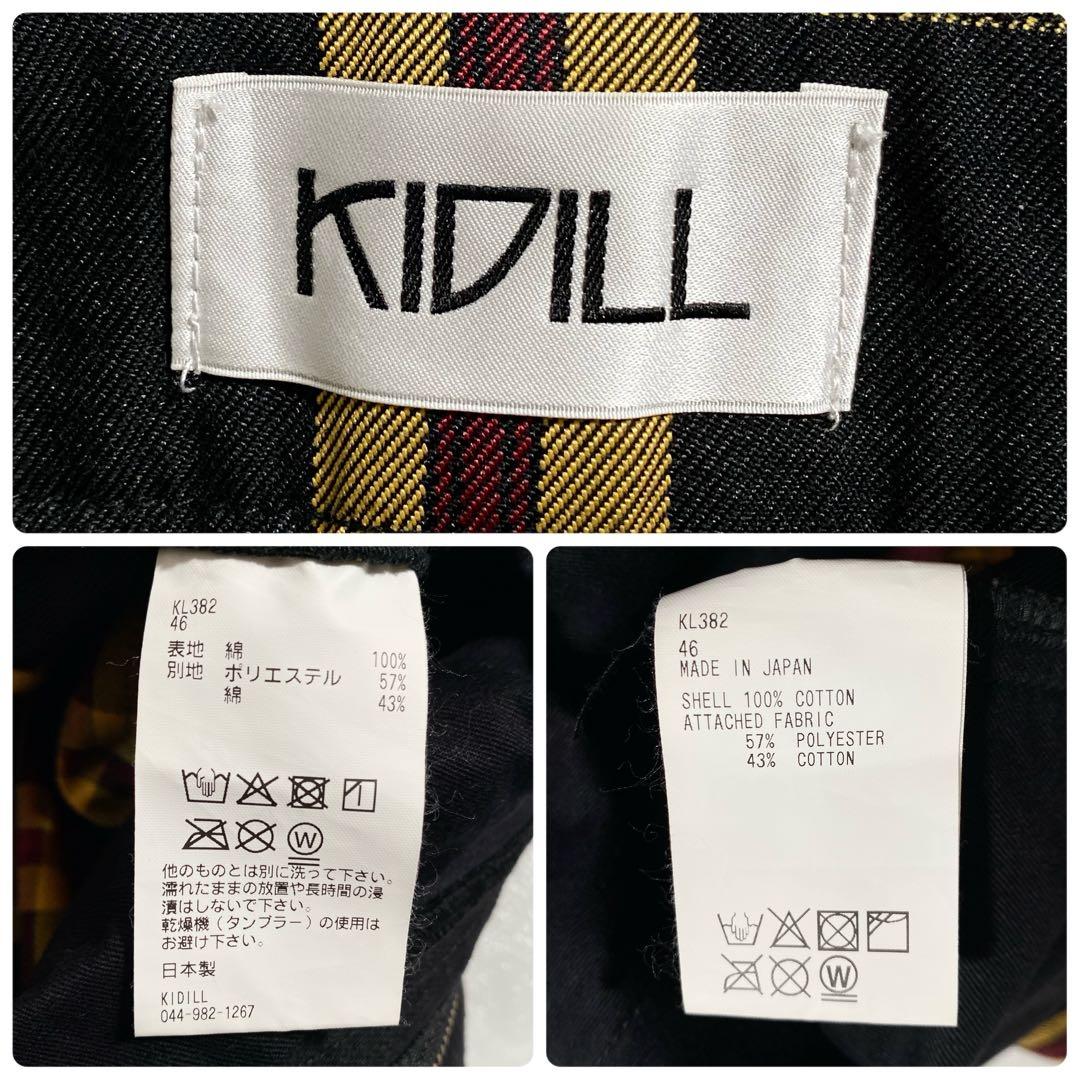 KIDILL
KL382
46
表地 綿 100%
別地 ポリエステル 57%
綿 43%
W
他のものとは別に洗って下さい。
濡れたままの放置や長時間の浸
漬はしないで下さい。
乾燥機(タンブラー)の使用は
お避け下さい。
日本製
KIDILL
044-982-1267
KL382
46
MADE IN JAPAN
SHELL 100% COTTON
ATTACHED FABRIC
57% POLYESTER
43% COTTON
W